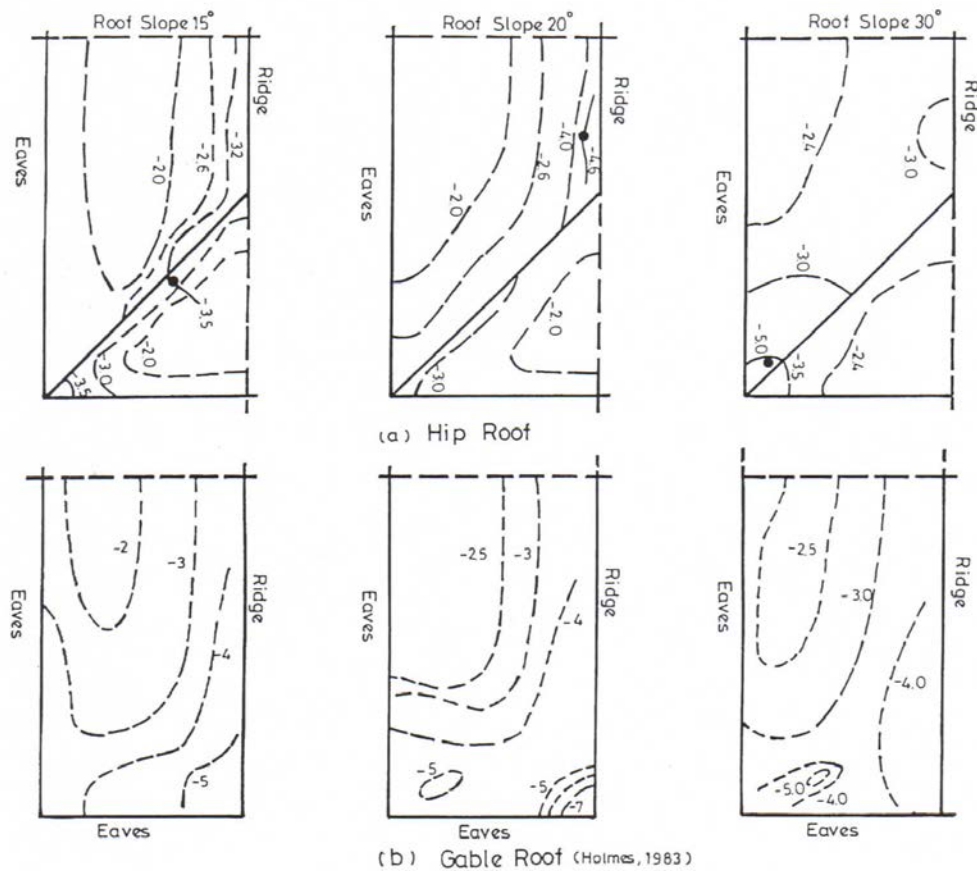 Roof Slope 15°
Roof Slope 20°
Roof Slope 30°
Eaves
-2.0
-2.6
-32
Ridge
-3.5
-2.0
-3.0
-3.5
Eaves
-2.0
-2.6
-4.0
-4.6
Ridge
-2.0
-3.0
Eaves
-2.4
-3.0
Ridge
-3.0
-5.0
-3.5
-2.4
(a) Hip Roof
Eaves
-2
-3
-4
-5
Ridge
Eaves
Eaves
-25
-3
-4
-5
-5
-7
Ridge
Eaves
Eaves
-2.5
-3.0
-4.0
-5.0
-4.0
Ridge
Eaves
(b) Gable Roof (Holmes, 1983)